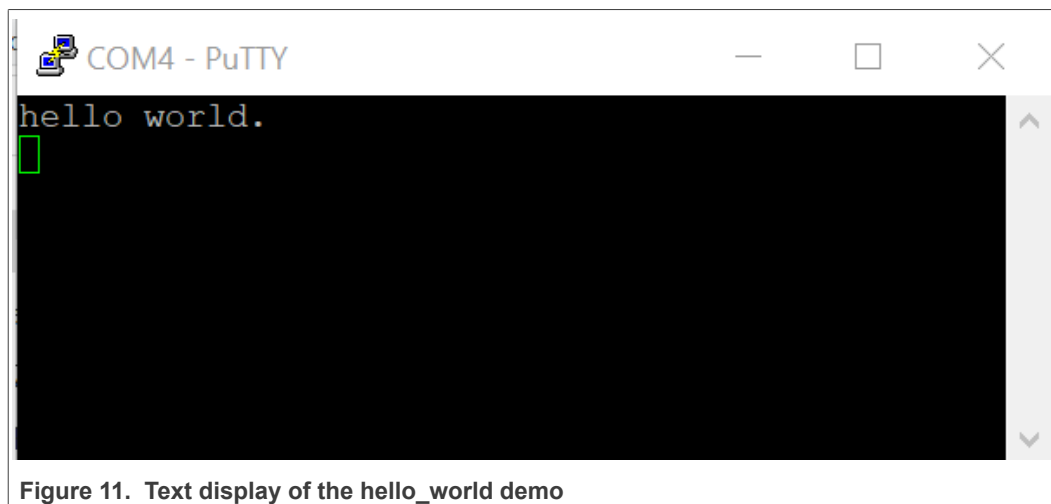 COM4 - PuTTY
hello world.
Figure 11. Text display of the hello_world demo